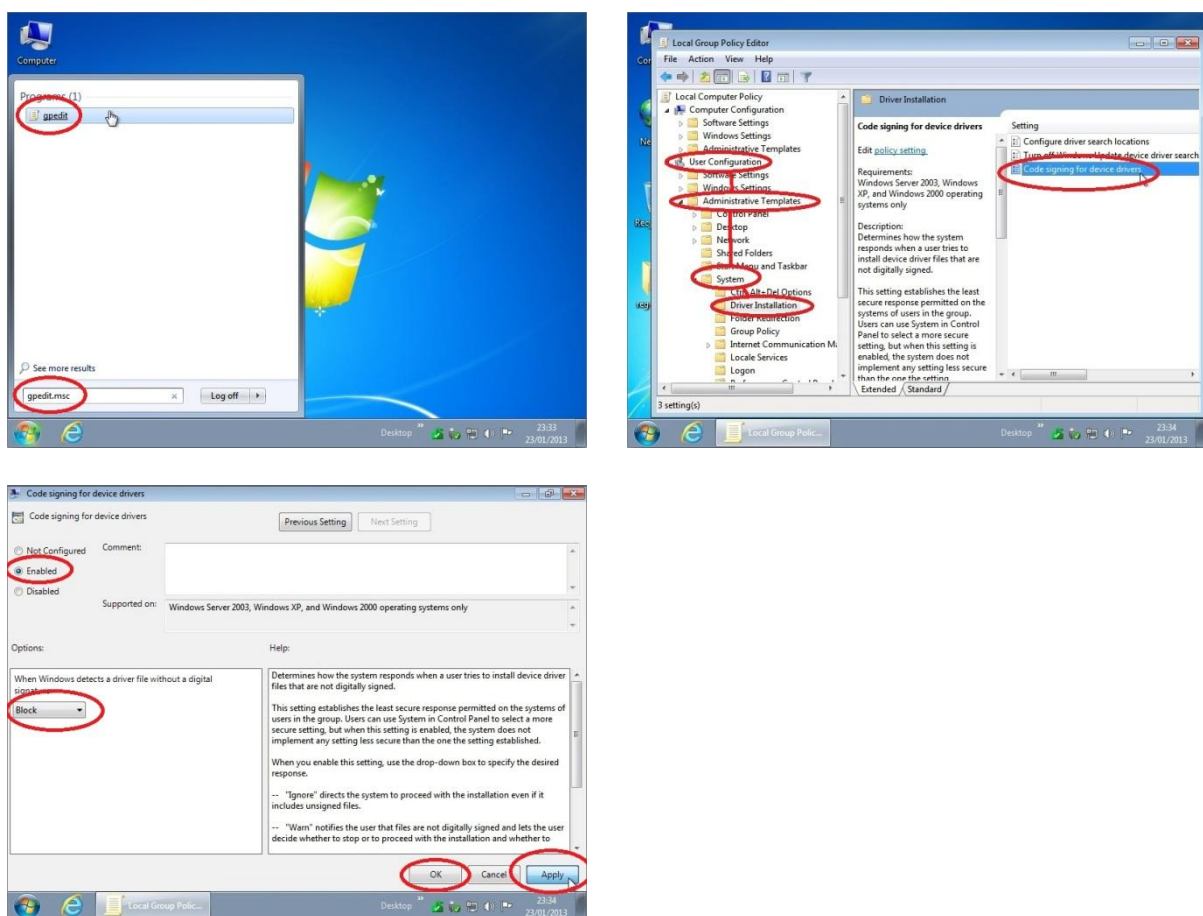 Computer
Programs (1)
gpedit
See more results
gpedit.msc
Log off
Desktop
23:33
23/01/2013
Local Group Policy Editor
File Action View Help
Local Computer Policy
Computer Configuration
Software Settings
Windows Settings
Administrative Templates
User Configuration
Software Settings
Windows Settings
Administrative Templates
Control Panel
Desktop
Network
Shared Folders
Start Menu and Taskbar
System
Ctrl+Alt+Del Options
Driver Installation
Folder Redirection
Group Policy
Internet Communication Ma
Locale Services
Logon
Driver Installation
Code signing for device drivers
Edit policy setting
Requirements:
Windows Server 2003, Windows
XP, and Windows 2000 operating
systems only
Description:
Determines how the system
responds when a user tries to
install device driver files that are
not digitally signed.
This setting establishes the least
secure response permitted on the
systems of users in the group.
Users can use System in Control
Panel to select a more secure
setting, but when this setting is
enabled, the system does not
implement any setting less secure
than the one the setting
Setting
Configure driver search locations
Turn off Windows Update device driver search
Code signing for device drivers
Extended Standard
3 setting(s)
Local Group Polic...
Desktop
23:34
23/01/2013
Code signing for device drivers
Code signing for device drivers
Previous Setting Next Setting
Not Configured
Enabled
Disabled
Comment:
Supported on:
Windows Server 2003, Windows XP, and Windows 2000 operating systems only
Options:
Help:
When Windows detects a driver file without a digital
Block
Determines how the system responds when a user tries to install device driver
files that are not digitally signed.
This setting establishes the least secure response permitted on the systems of
users in the group. Users can use System in Control Panel to select a more
secure setting, but when this setting is enabled, the system does not
implement any setting less secure than the one the setting established.
When you enable this setting, use the drop-down box to specify the desired
response.
-- "Ignore" directs the system to proceed with the installation even if it
includes unsigned files.
-- "Warn" notifies the user that files are not digitally signed and lets the user
decide whether to stop or to proceed with the installation and whether to
OK Cancel Apply
Local Group Polic...
Desktop
23:34
23/01/2013